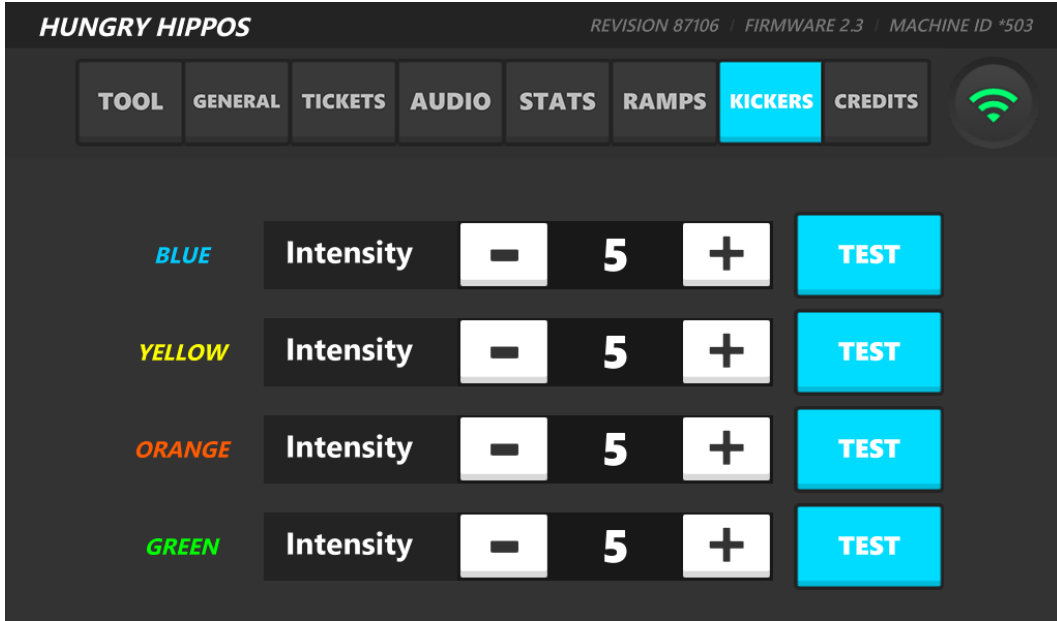 HUNGRY HIPPOS REVISION 87106 | FIRMWARE 2.3 | MACHINE ID *503
TOOL GENERAL TICKETS AUDIO STATS RAMPS KICKERS CREDITS
BLUE Intensity - 5 + TEST
YELLOW Intensity - 5 + TEST
ORANGE Intensity - 5 + TEST
GREEN Intensity - 5 + TEST